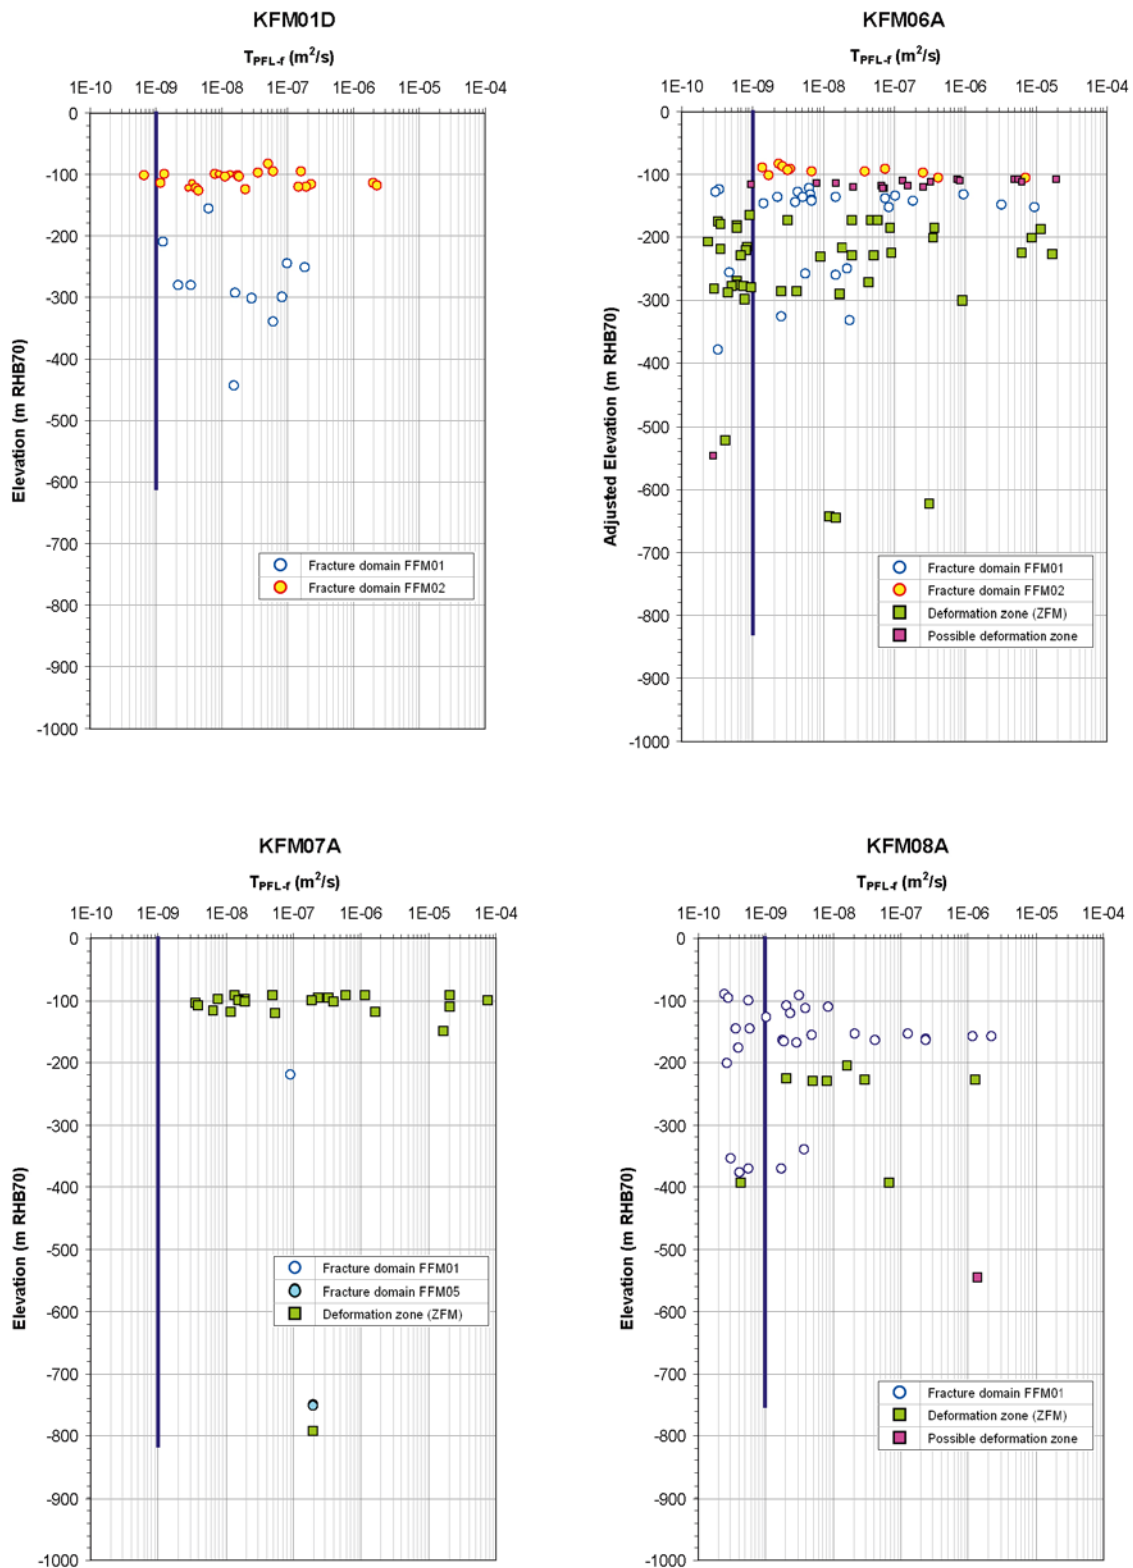 KFM01D
T PFL-f (m²/s)
1E-10 1E-09 1E-08 1E-07 1E-06 1E-05 1E-04
0
-100
-200
-300
-400
-500
-600
-700
-800
-900
-1000
Elevation (m RHB70)
Fracture domain FFM01
Fracture domain FFM02
KFM06A
T PFL-f (m²/s)
1E-10 1E-09 1E-08 1E-07 1E-06 1E-05 1E-04
0
-100
-200
-300
-400
-500
-600
-700
-800
-900
-1000
Adjusted Elevation (m RHB70)
Fracture domain FFM01
Fracture domain FFM02
Deformation zone (ZFM)
Possible deformation zone
KFM07A
T PFL-f (m²/s)
1E-10 1E-09 1E-08 1E-07 1E-06 1E-05 1E-04
0
-100
-200
-300
-400
-500
-600
-700
-800
-900
-1000
Elevation (m RHB70)
Fracture domain FFM01
Fracture domain FFM05
Deformation zone (ZFM)
KFM08A
T PFL-f (m²/s)
1E-10 1E-09 1E-08 1E-07 1E-06 1E-05 1E-04
0
-100
-200
-300
-400
-500
-600
-700
-800
-900
-1000
Elevation (m RHB70)
Fracture domain FFM01
Deformation zone (ZFM)
Possible deformation zone